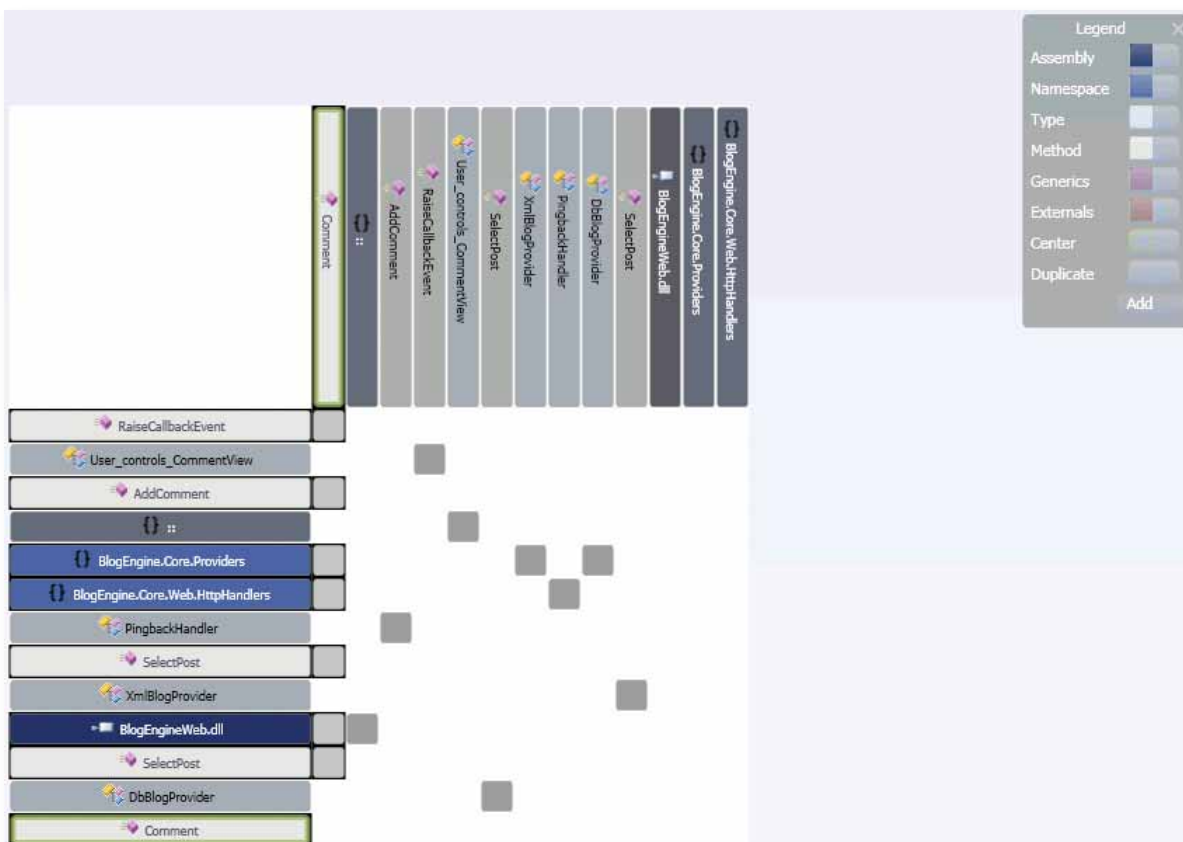 Legend
Assembly
Namespace
Type
Method
Generics
Externals
Center
Duplicate
Add
Comment
{} ::
AddComment
RaiseCallbackEvent
User_controls_CommentView
SelectPost
XmlBlogProvider
PingbackHandler
DbBlogProvider
SelectPost
BlogEngineWeb.dll
{} BlogEngine.Core.Providers
{} BlogEngine.Core.Web.HttpHandlers
RaiseCallbackEvent
User_controls_CommentView
AddComment
{} ::
{} BlogEngine.Core.Providers
{} BlogEngine.Core.Web.HttpHandlers
PingbackHandler
SelectPost
XmlBlogProvider
BlogEngineWeb.dll
SelectPost
DbBlogProvider
Comment